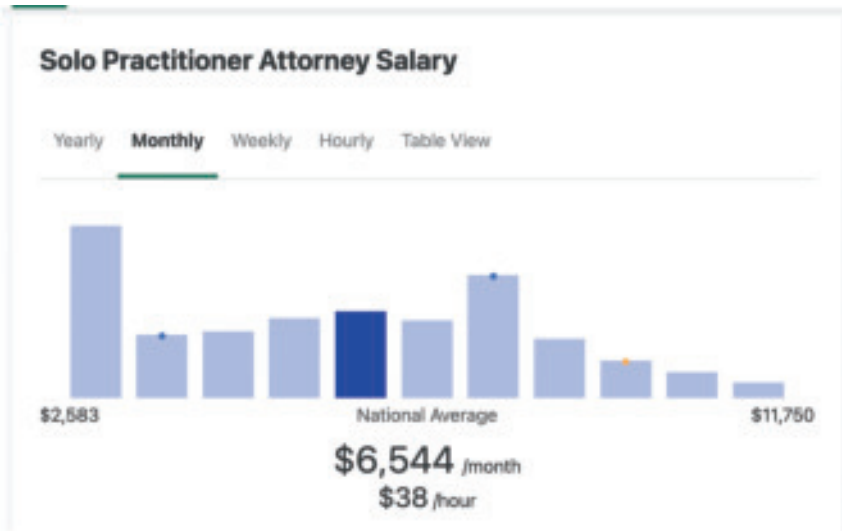 Solo Practitioner Attorney Salary
Yearly Monthly Weekly Hourly Table View
$2,583 National Average $11,750
$6,544 /month
$38 /hour